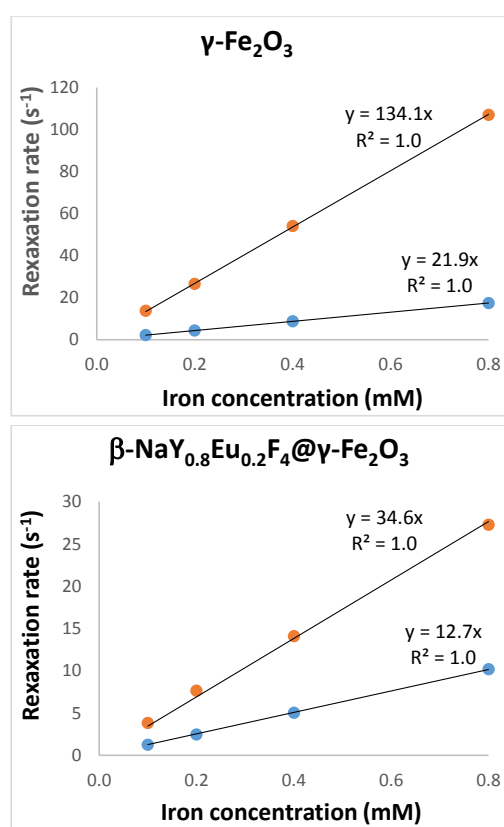 γ-Fe₂O₃
Rexaxation rate (s⁻¹)
120
100
80
60
40
20
0
y = 134.1x
R² = 1.0
y = 21.9x
R² = 1.0
0.0 0.2 0.4 0.6 0.8
Iron concentration (mM)
β-NaY₀.₈Eu₀.₂F₄@γ-Fe₂O₃
Rexaxation rate (s⁻¹)
30
25
20
15
10
5
0
y = 34.6x
R² = 1.0
y = 12.7x
R² = 1.0
0.0 0.2 0.4 0.6 0.8
Iron concentration (mM)